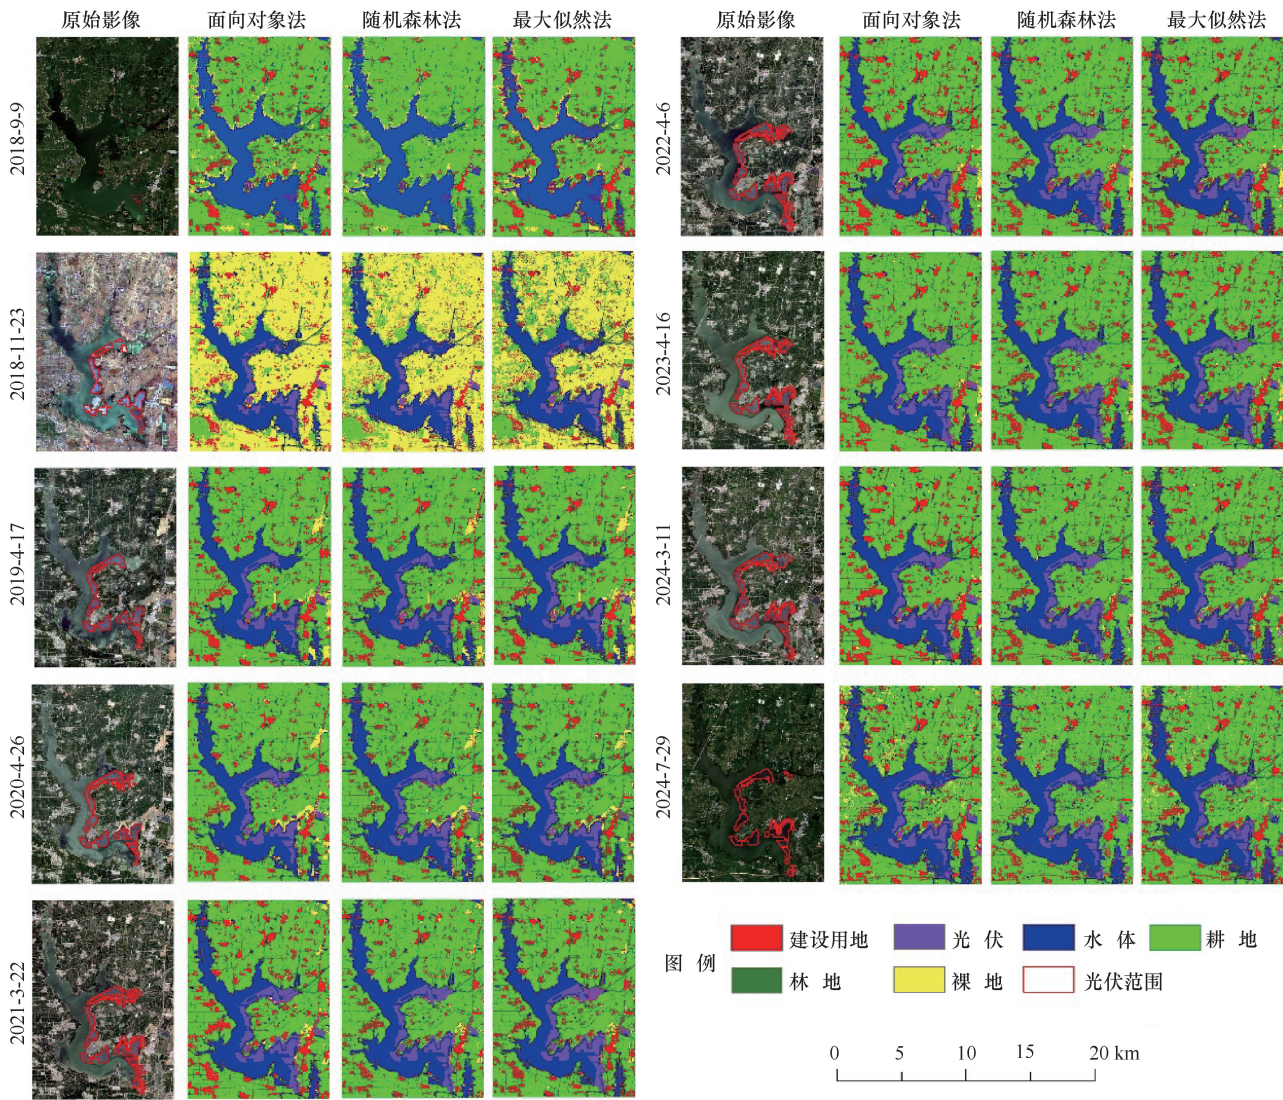 原始影像 面向对象法 随机森林法 最大似然法 原始影像 面向对象法 随机森林法 最大似然法
2018-9-9
2018-11-23
2019-4-17
2020-4-26
2021-3-22
2022-4-6
2023-4-16
2024-3-11
2024-7-29
图 例
建设用地 光 伏 水 体 耕 地
林 地 裸 地 光伏范围
0 5 10 15 20 km